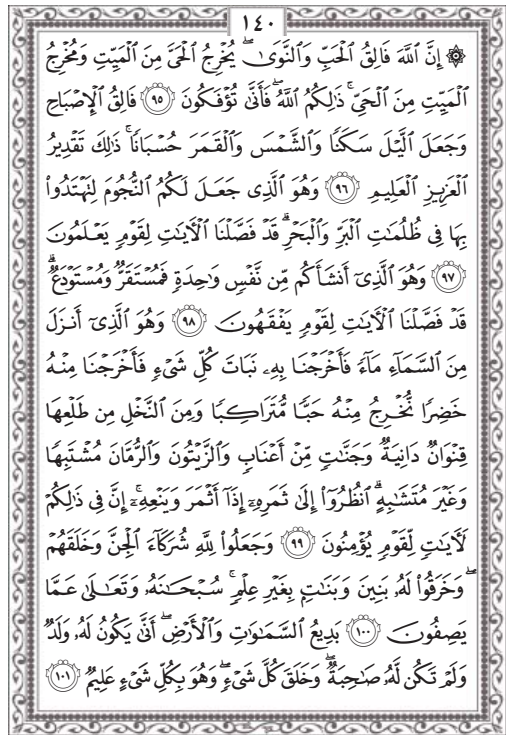 ١٤٠
۞ إِنَّ ٱللَّهَ فَالِقُ ٱلْحَبِّ وَٱلنَّوَىٰ ۖ يُخْرِجُ ٱلْحَىَّ مِنَ ٱلْمَيِّتِ وَمُخْرِجُ
ٱلْمَيِّتِ مِنَ ٱلْحَىِّ ۚ ذَٰلِكُمُ ٱللَّهُ ۖ فَأَنَّىٰ تُؤْفَكُونَ ٩٥ فَالِقُ ٱلْإِصْبَاحِ
وَجَعَلَ ٱلَّيْلَ سَكَنًا وَٱلشَّمْسَ وَٱلْقَمَرَ حُسْبَانًا ۚ ذَٰلِكَ تَقْدِيرُ
ٱلْعَزِيزِ ٱلْعَلِيمِ ٩٦ وَهُوَ ٱلَّذِى جَعَلَ لَكُمُ ٱلنُّجُومَ لِتَهْتَدُوا۟
بِهَا فِى ظُلُمَٰتِ ٱلْبَرِّ وَٱلْبَحْرِ ۗ قَدْ فَصَّلْنَا ٱلْءَايَٰتِ لِقَوْمٍ يَعْلَمُونَ
٩٧ وَهُوَ ٱلَّذِىٓ أَنشَأَكُم مِّن نَّفْسٍ وَٰحِدَةٍ فَمُسْتَقَرٌّ وَمُسْتَوْدَعٌ ۗ
قَدْ فَصَّلْنَا ٱلْءَايَٰتِ لِقَوْمٍ يَفْقَهُونَ ٩٨ وَهُوَ ٱلَّذِىٓ أَنزَلَ
مِنَ ٱلسَّمَآءِ مَآءً فَأَخْرَجْنَا بِهِۦ نَبَاتَ كُلِّ شَىْءٍ فَأَخْرَجْنَا مِنْهُ
خَضِرًا نُّخْرِجُ مِنْهُ حَبًّا مُّتَرَاكِبًا وَمِنَ ٱلنَّخْلِ مِن طَلْعِهَا
قِنْوَانٌ دَانِيَةٌ وَجَنَّٰتٍ مِّنْ أَعْنَابٍ وَٱلزَّيْتُونَ وَٱلرُّمَّانَ مُشْتَبِهًا
وَغَيْرَ مُتَشَٰبِهٍ ۗ ٱنظُرُوٓا۟ إِلَىٰ ثَمَرِهِۦٓ إِذَآ أَثْمَرَ وَيَنْعِهِۦٓ ۚ إِنَّ فِى ذَٰلِكُمْ
لَءَايَٰتٍ لِّقَوْمٍ يُؤْمِنُونَ ٩٩ وَجَعَلُوا۟ لِلَّهِ شُرَكَآءَ ٱلْجِنَّ وَخَلَقَهُمْ ۖ
وَخَرَقُوا۟ لَهُۥ بَنِينَ وَبَنَٰتٍۭ بِغَيْرِ عِلْمٍ ۚ سُبْحَٰنَهُۥ وَتَعَٰلَىٰ عَمَّا
يَصِفُونَ ١٠٠ بَدِيعُ ٱلسَّمَٰوَٰتِ وَٱلْأَرْضِ ۖ أَنَّىٰ يَكُونُ لَهُۥ وَلَدٌ
وَلَمْ تَكُن لَّهُۥ صَٰحِبَةٌ ۖ وَخَلَقَ كُلَّ شَىْءٍ ۖ وَهُوَ بِكُلِّ شَىْءٍ عَلِيمٌ ١٠١